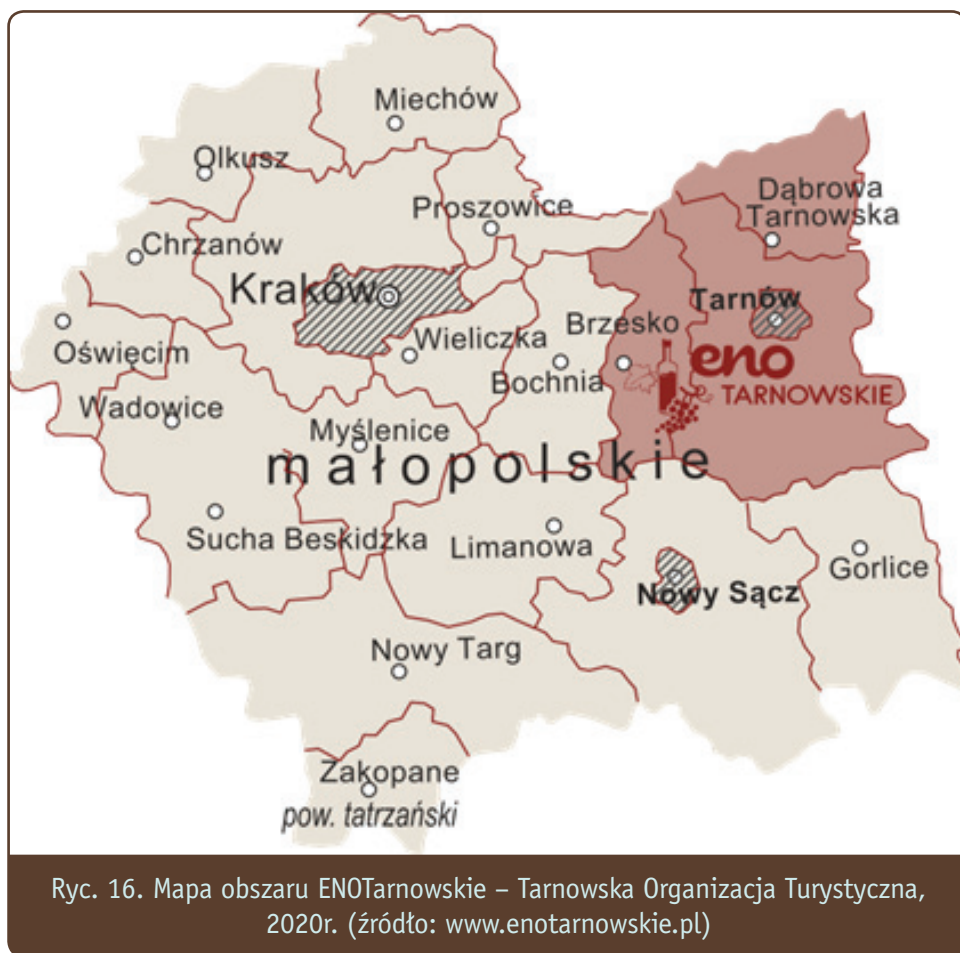 Miechów
Olkusz
Dąbrowa
Tarnowska
Proszowice
Chrzanów
Kraków
Tarnów
Brzesko
Wieliczka
Oświęcim
Bochnia
eno
TARNOWSKIE
Wadowice
Myślenice
małopolskie
Sucha Beskidzka
Limanowa
Gorlice
Nowy Sącz
Nowy Targ
Zakopane
pow. tatrzański
Ryc. 16. Mapa obszaru ENOTarnowskie – Tarnowska Organizacja Turystyczna,
2020r. (źródło: www.enotarnowskie.pl)